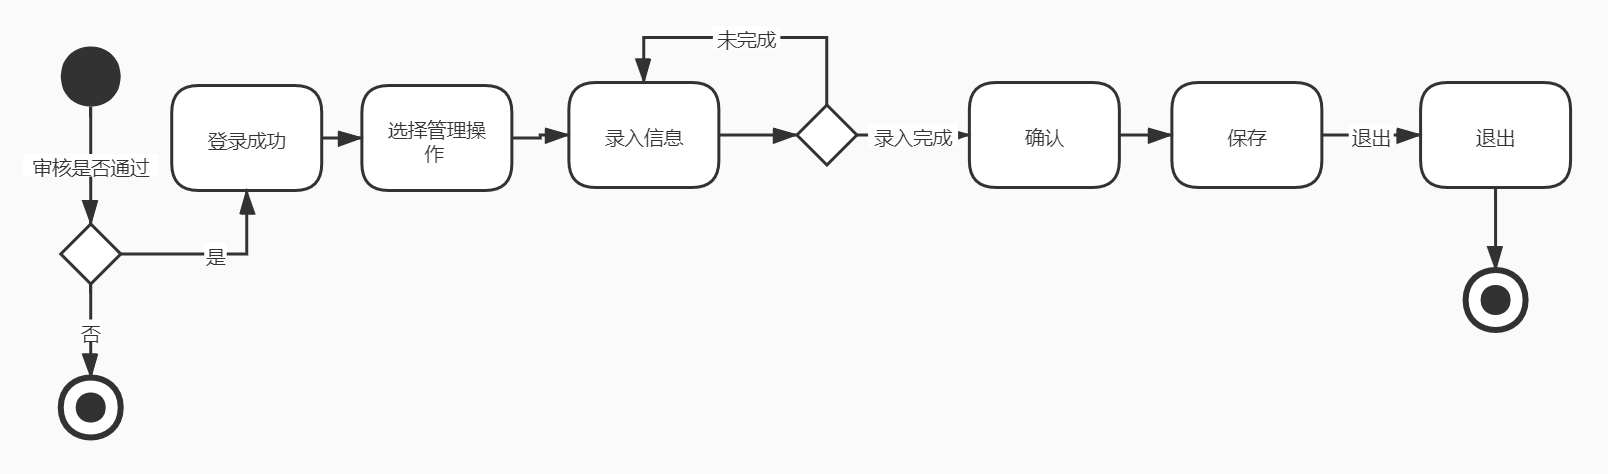 未完成
登录成功
选择管理操
作
录入信息
录入完成
确认
保存
退出
退出
审核是否通过
是
否